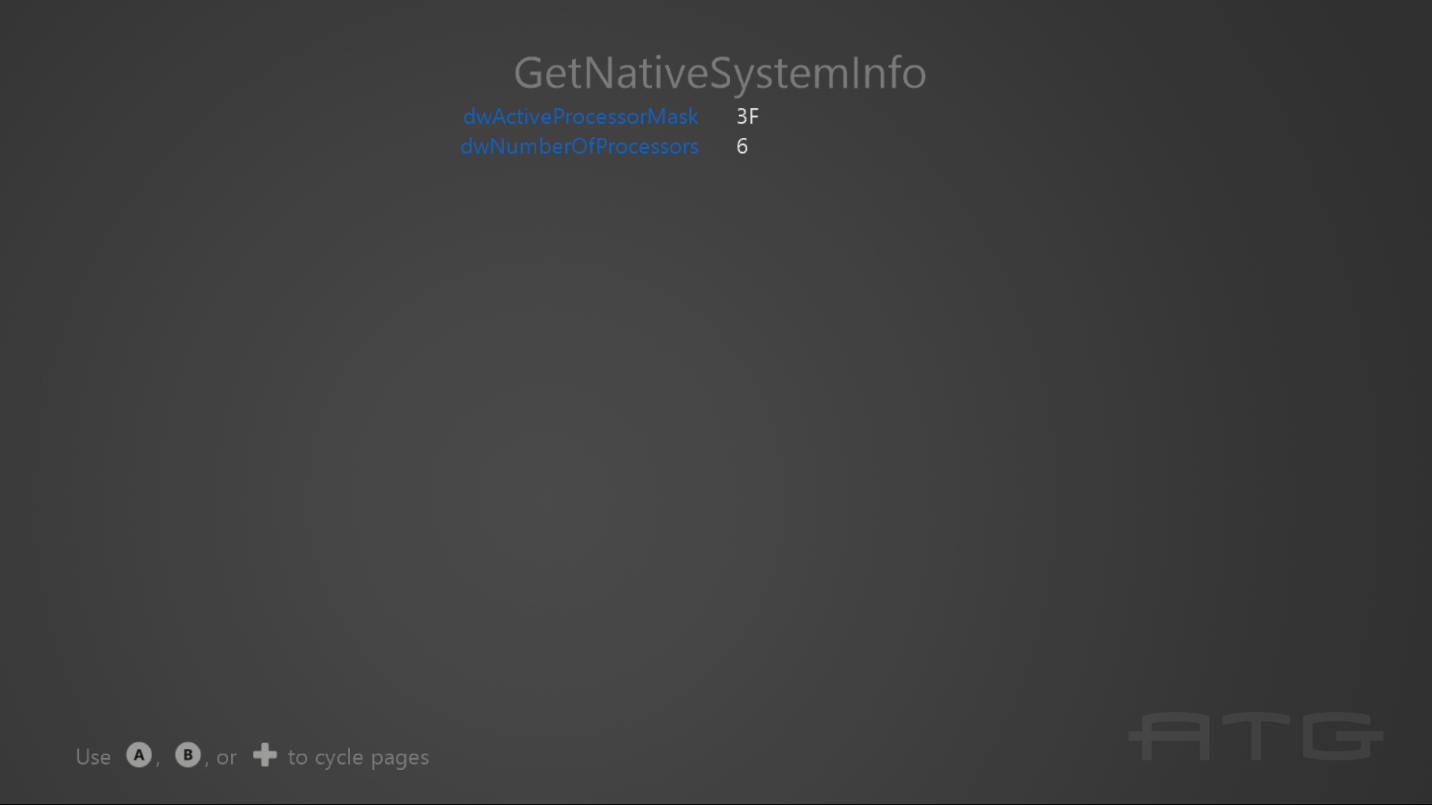 GetNativeSystemInfo
dwActiveProcessorMask 3F
dwNumberOfProcessors 6
ATG
Use A, B, or to cycle pages